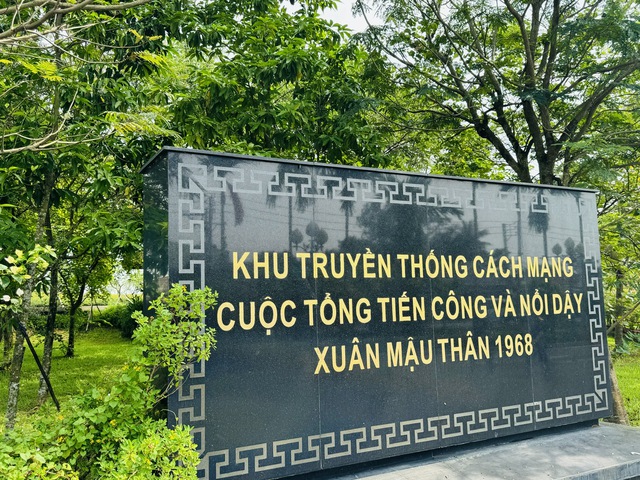 KHU TRUYỀN THỐNG CÁCH MẠNG
CUỘC TỔNG TIẾN CÔNG VÀ NỔI DẬY
XUÂN MẬU THÂN 1968